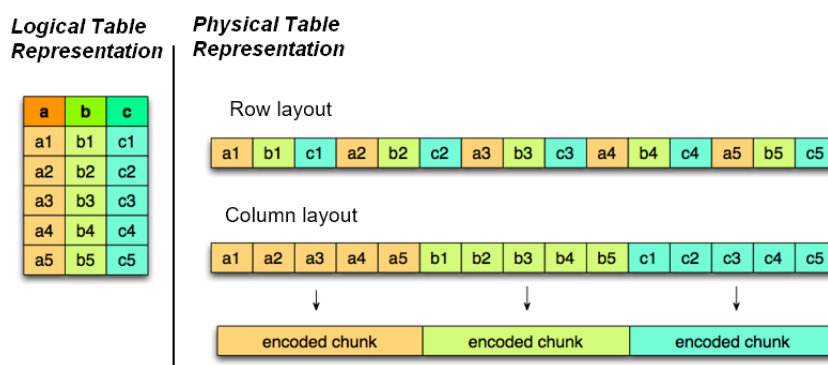 Logical Table
Representation
a b c
a1 b1 c1
a2 b2 c2
a3 b3 c3
a4 b4 c4
a5 b5 c5
Physical Table
Representation
Row layout
a1 b1 c1 a2 b2 c2 a3 b3 c3 a4 b4 c4 a5 b5 c5
Column layout
a1 a2 a3 a4 a5 b1 b2 b3 b4 b5 c1 c2 c3 c4 c5
encoded chunk encoded chunk encoded chunk